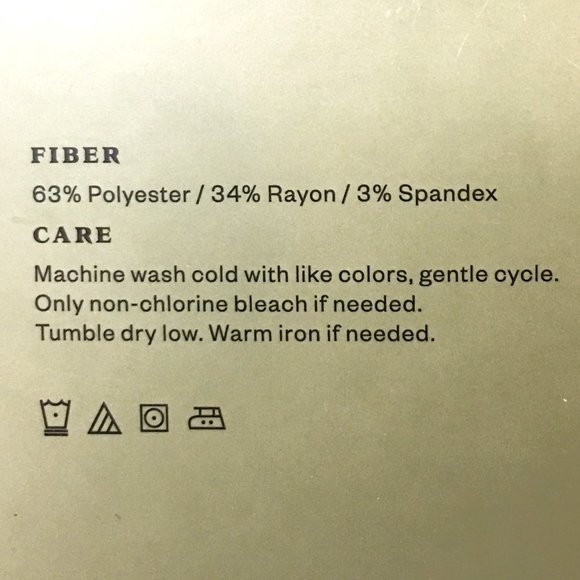 FIBER
63% Polyester / 34% Rayon / 3% Spandex
CARE
Machine wash cold with like colors, gentle cycle.
Only non-chlorine bleach if needed.
Tumble dry low. Warm iron if needed.